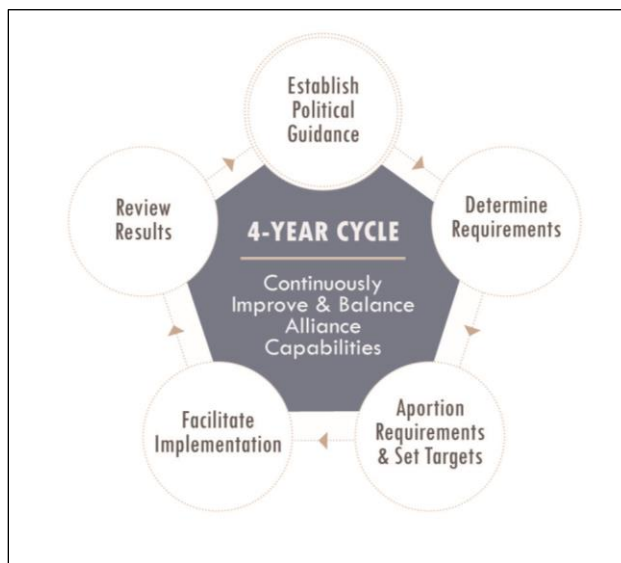 Establish
Political
Guidance
Determine
Requirements
Aportion
Requirements
& Set Targets
Facilitate
Implementation
Review
Results
4-YEAR CYCLE
Continuously
Improve & Balance
Alliance
Capabilities